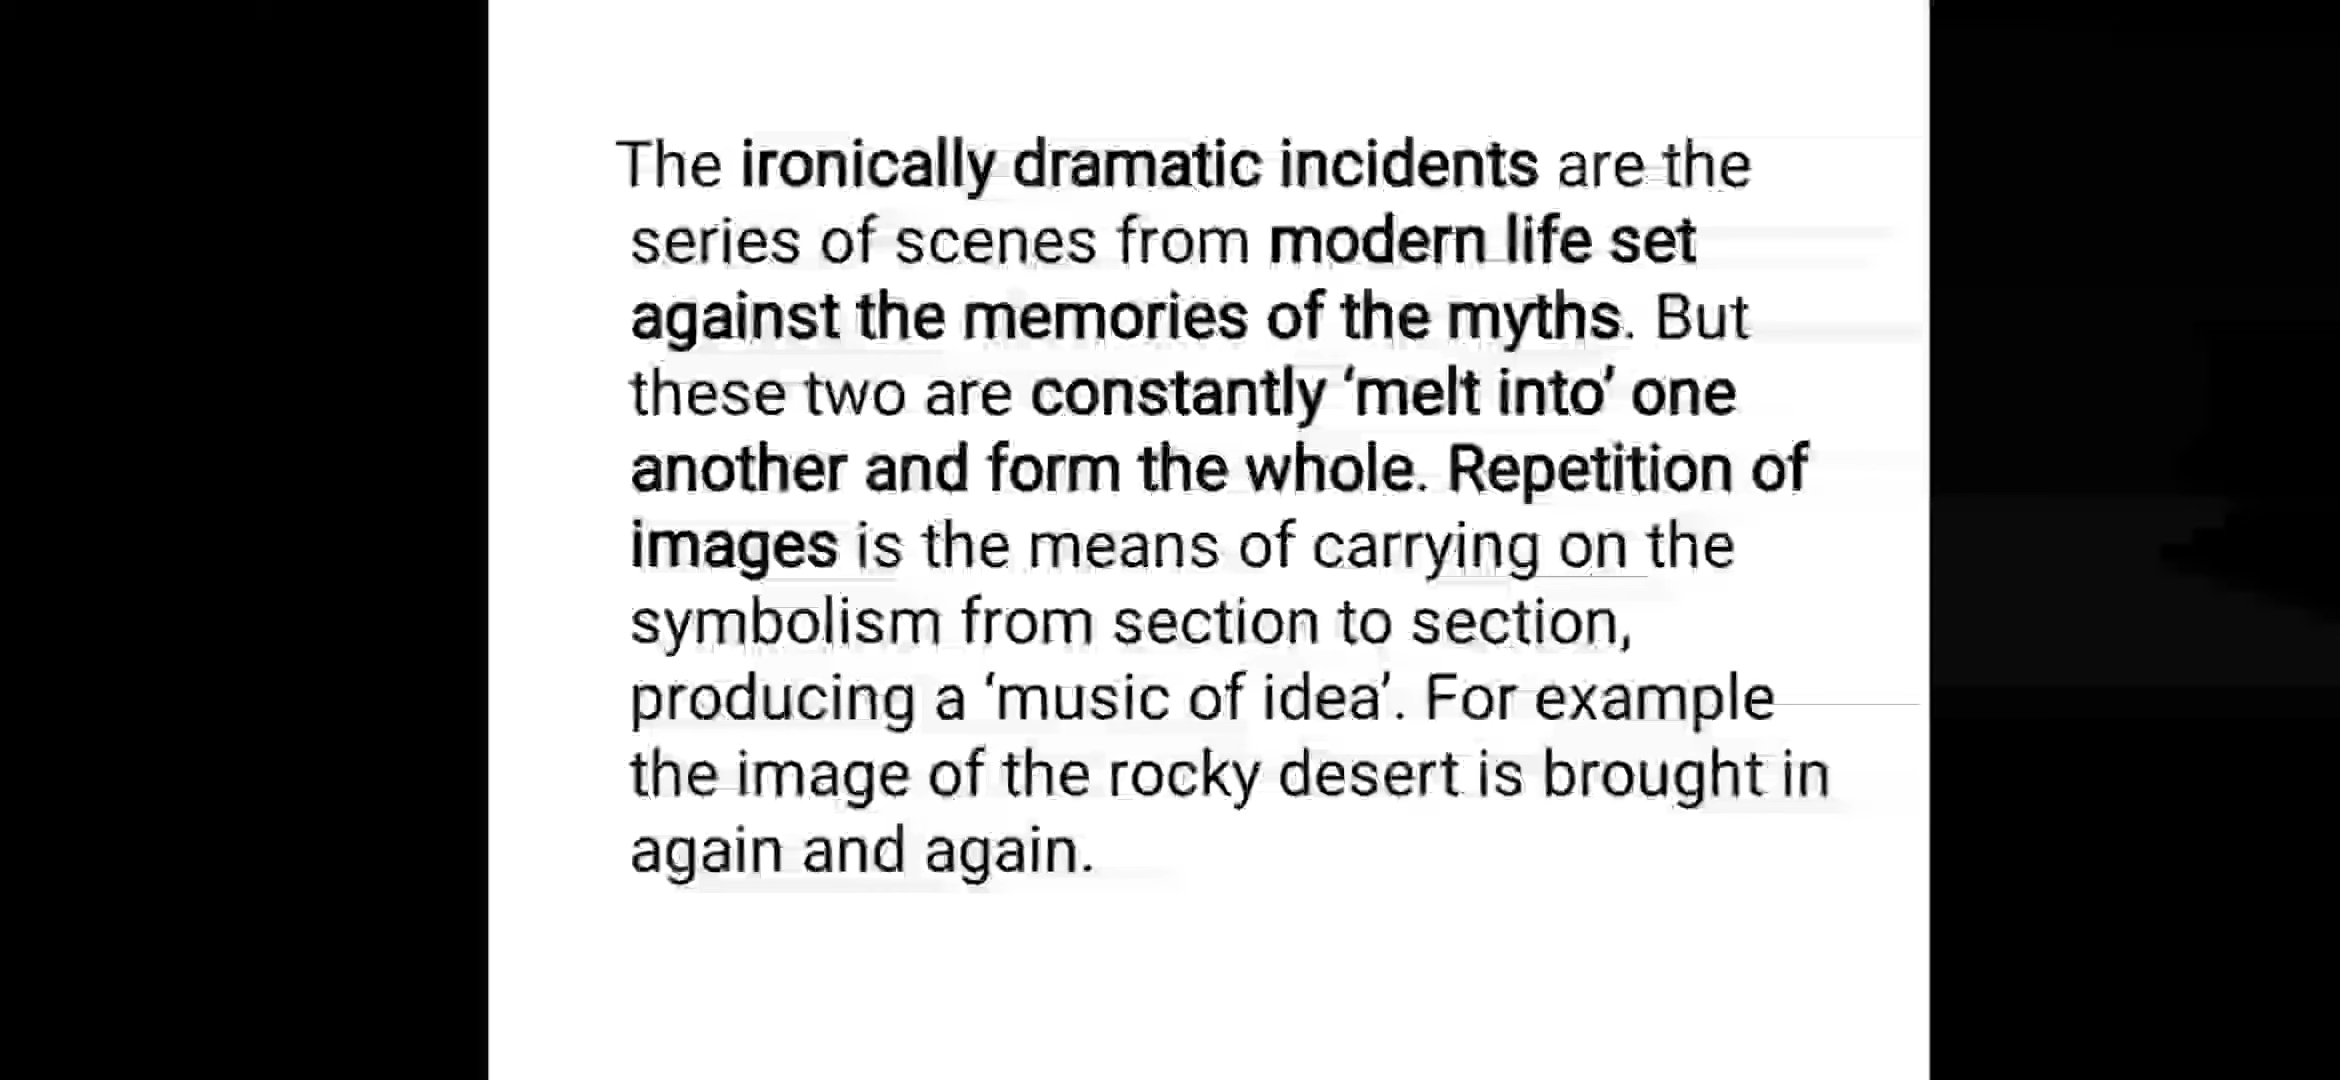 The ironically dramatic incidents are the
series of scenes from modern life set
against the memories of the myths. But
these two are constantly ‘melt into’ one
another and form the whole. Repetition of
images is the means of carrying on the
symbolism from section to section,
producing a ‘music of idea’. For example
the image of the rocky desert is brought in
again and again.